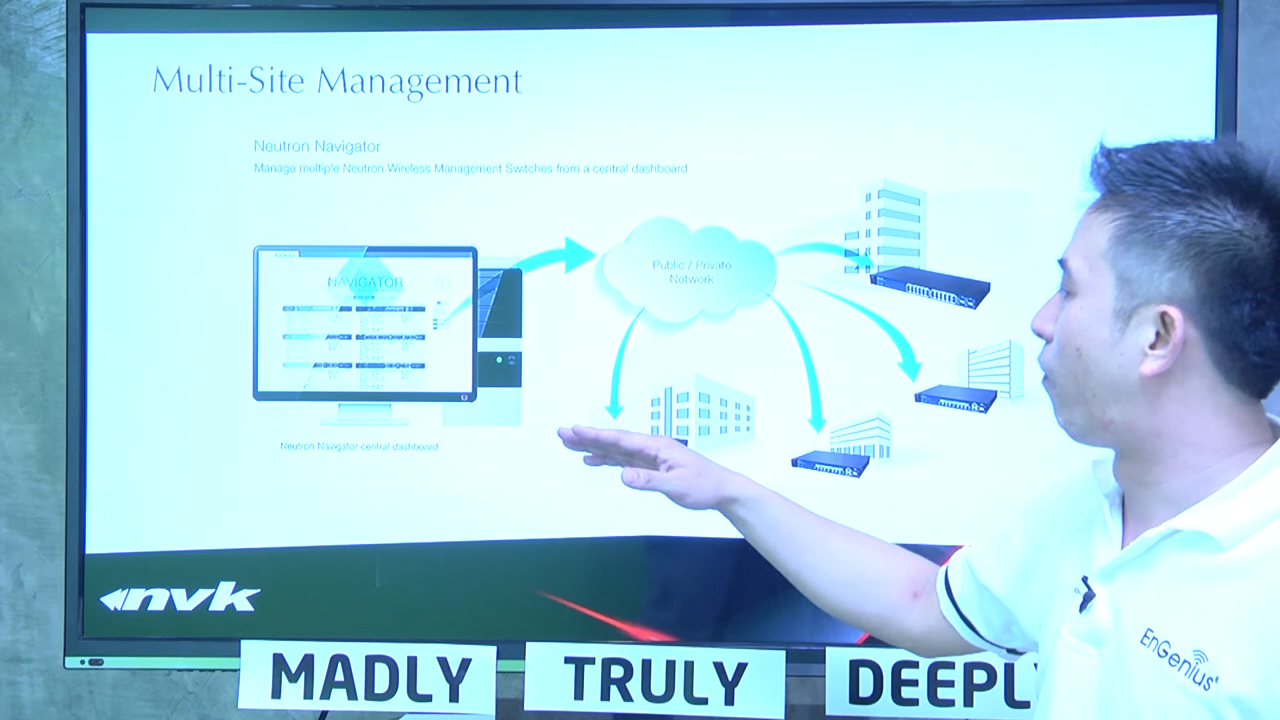 Multi-Site Management
Neutron Navigator
Manage multiple Neutron Wireless Management Switches from a central dashboard
NAVIGATOR
Public / Private
Network
Neutron Navigator central dashboard
nvk
MADLY
TRULY
DEEPL
EnGenius